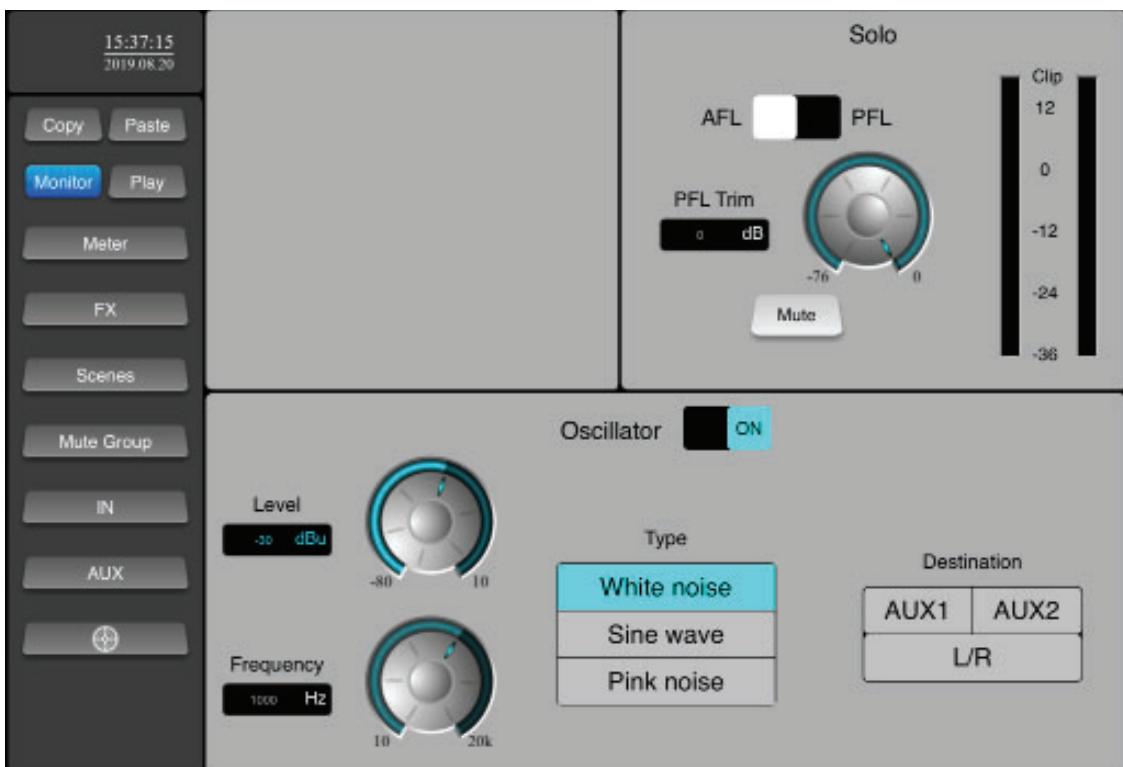 15:37:15
2019.08.20
Copy Paste
Monitor Play
Meter
FX
Scenes
Mute Group
IN
AUX
Solo
AFL PFL
PFL Trim
0 dB
-76 0
Mute
Clip
12
0
-12
-24
-36
Oscillator ON
Level
-30 dBu
-80 10
Frequency
1000 Hz
10 20k
Type
White noise
Sine wave
Pink noise
Destination
AUX1 AUX2
L/R